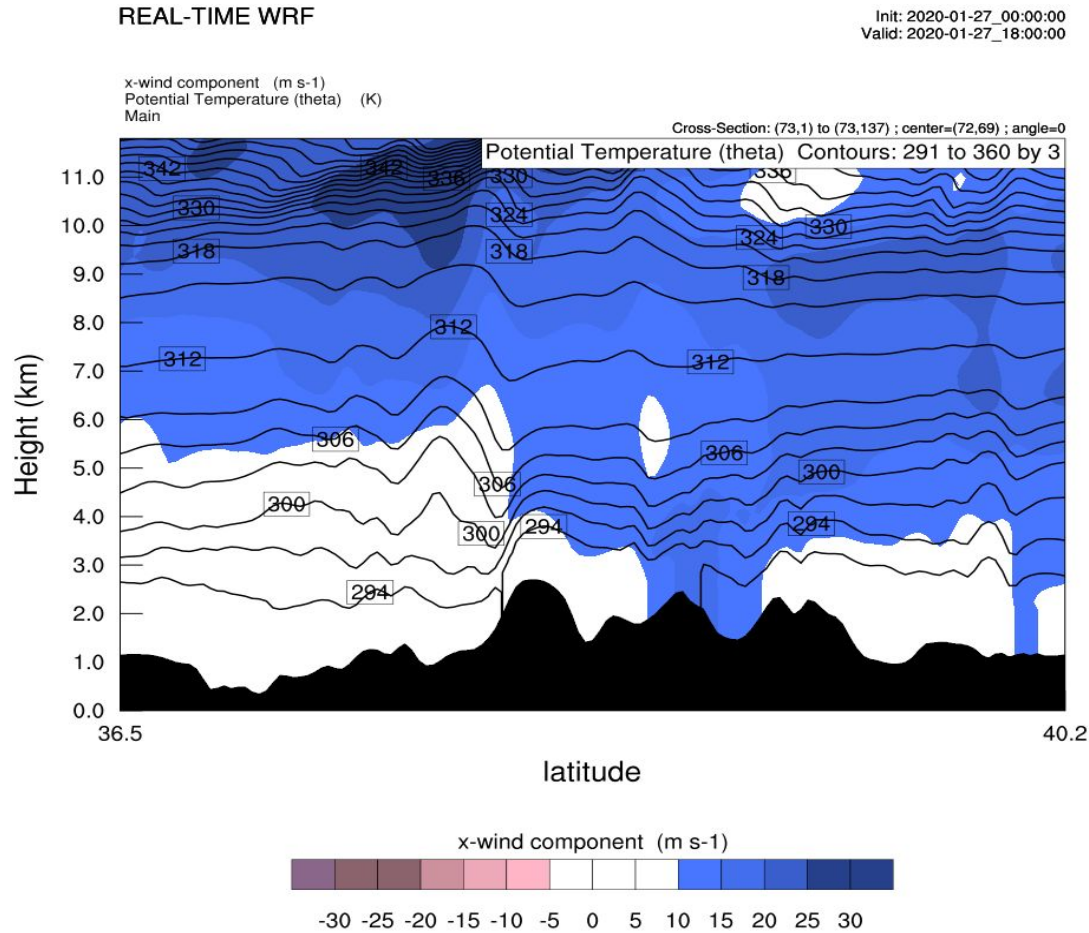 REAL-TIME WRF
Init: 2020-01-27_00:00:00
Valid: 2020-01-27_18:00:00
x-wind component (m s-1)
Potential Temperature (theta) (K)
Main
Cross-Section: (73,1) to (73,137) ; center=(72,69) ; angle=0
Potential Temperature (theta) Contours: 291 to 360 by 3
342 342 336 330 336
330 324 324 330
318 318 318
312 312 312
306 306 306 300
300 300 294 294
294
11.0
10.0
9.0
8.0
7.0
6.0
5.0
4.0
3.0
2.0
1.0
0.0
Height (km)
36.5 40.2
latitude
x-wind component (m s-1)
-30 -25 -20 -15 -10 -5 0 5 10 15 20 25 30